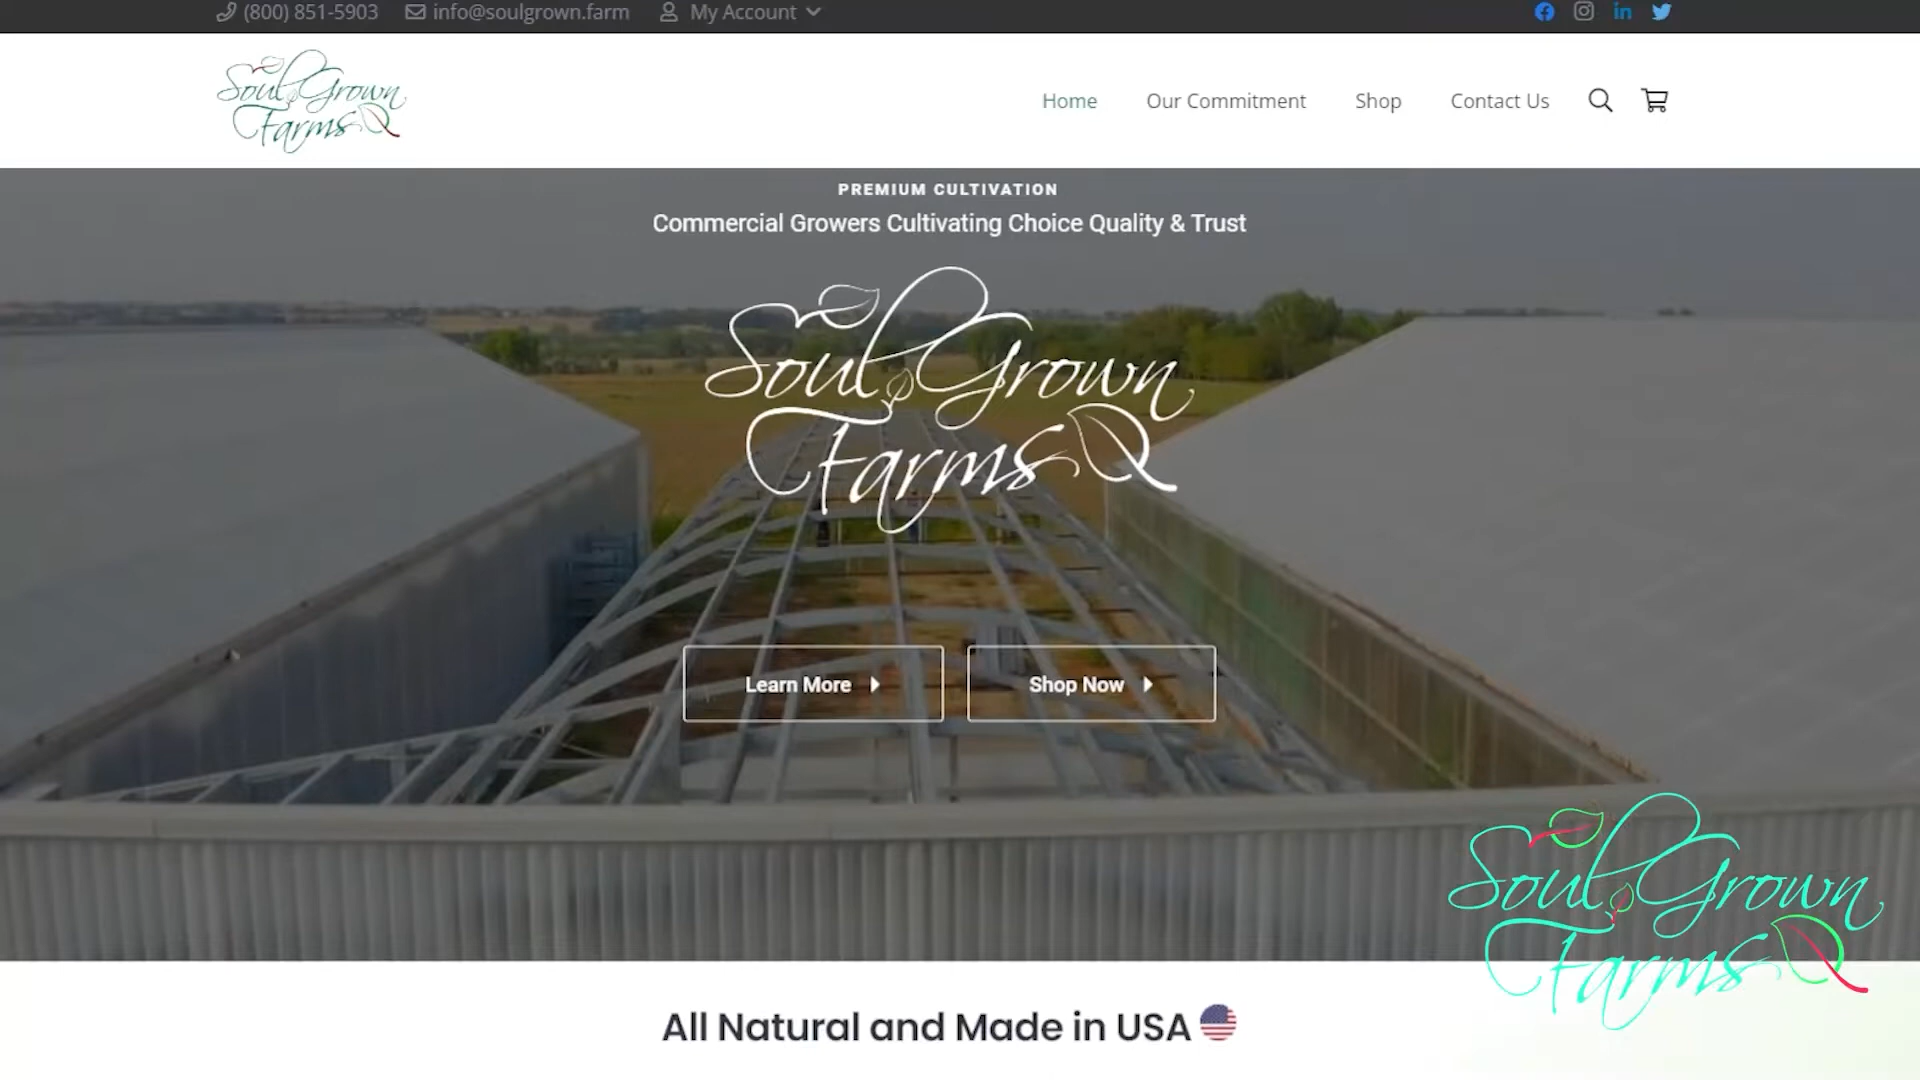 (800) 851-5903 info@soulgrown.farm My Account
Soul Grown
Farms
Home Our Commitment Shop Contact Us
PREMIUM CULTIVATION
Commercial Growers Cultivating Choice Quality & Trust
Soul Grown
Farms
Learn More Shop Now
Soul Grown
Farms
All Natural and Made in USA